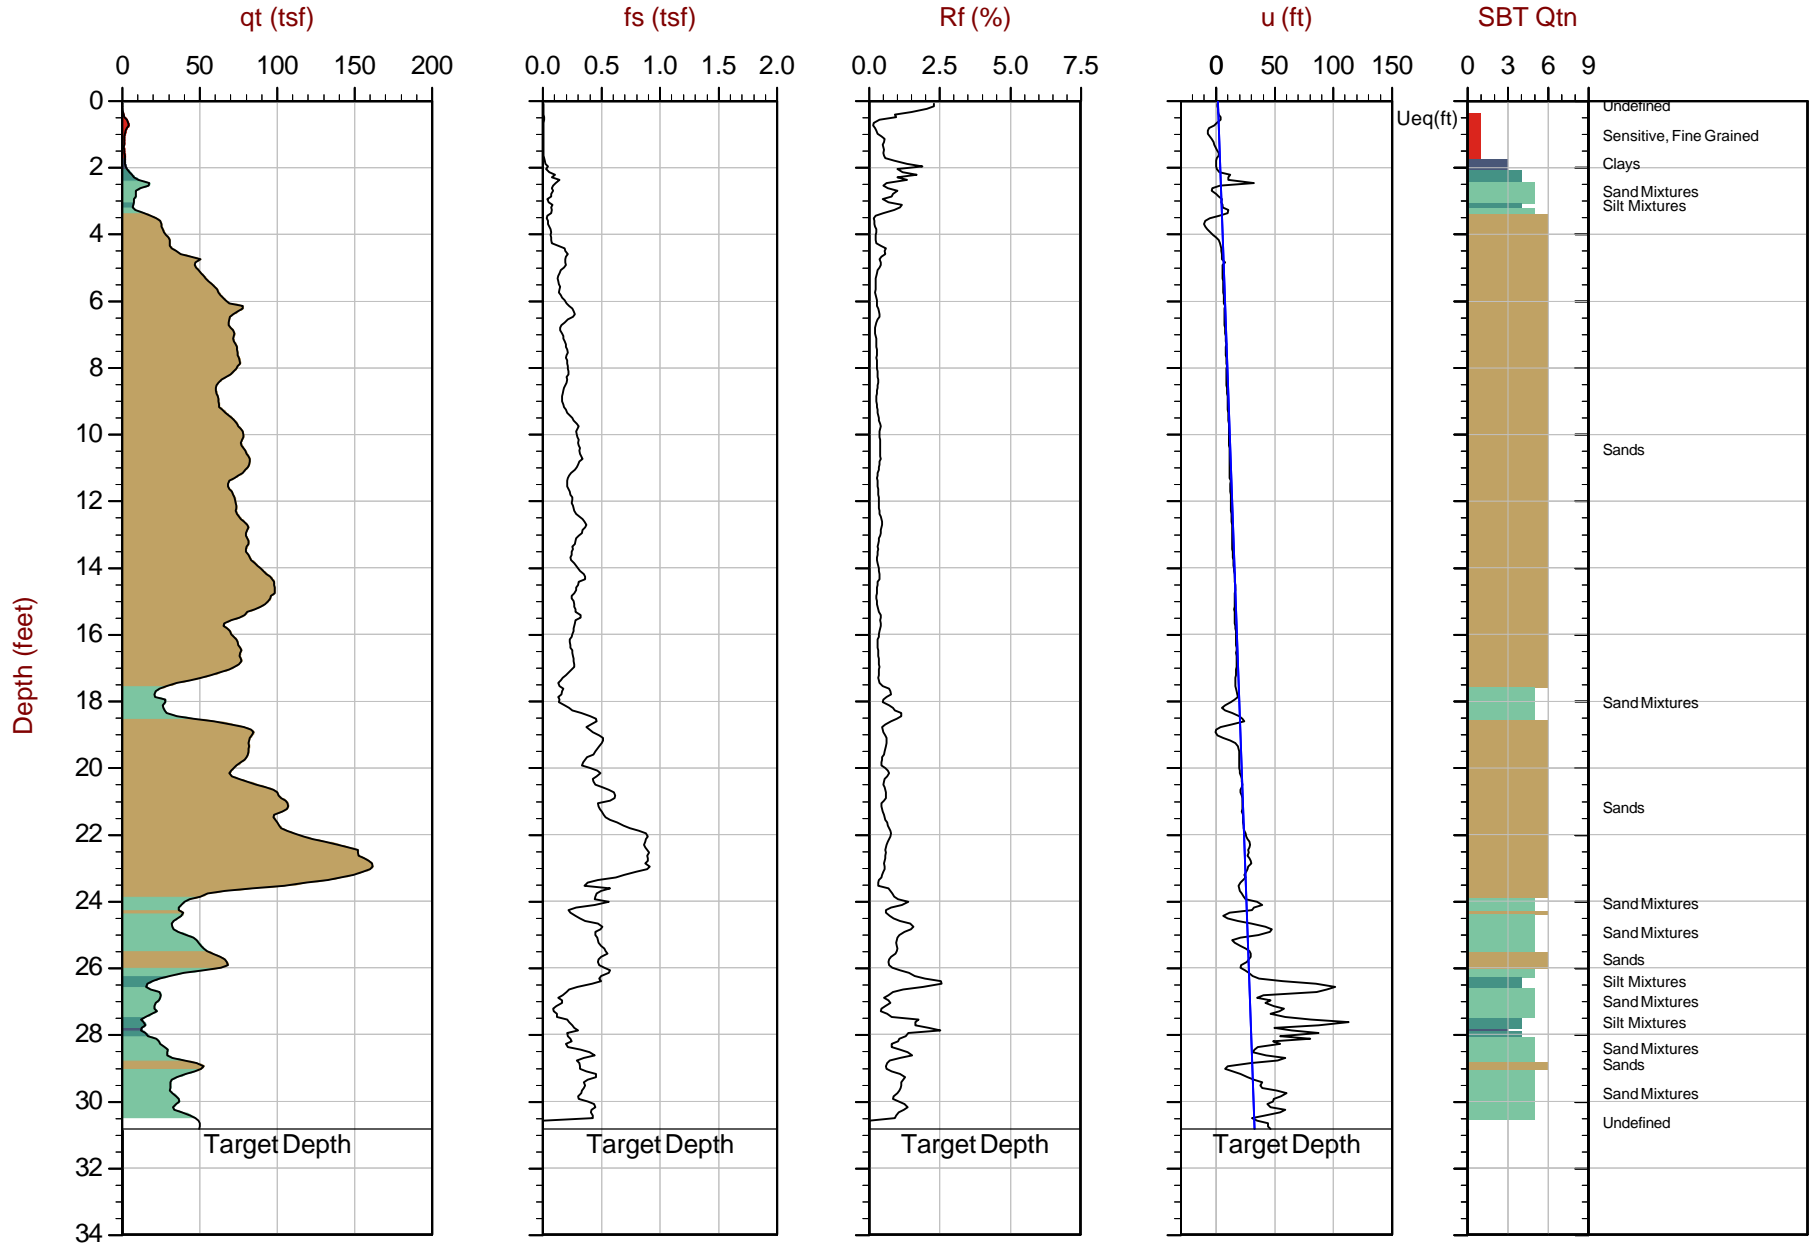 qt (tsf) fs (tsf) Rf (%) u (ft) SBT Qtn
0 50 100 150 200 0.0 0.5 1.0 1.5 2.0 0.0 2.5 5.0 7.5 0 50 100 150 0 3 6 9
0
Undefined
Ueq(ft)
Sensitive, Fine Grained
2
Clays
Sand Mixtures
Silt Mixtures
4
6
8
10
Sands
12
14
16
Depth (feet)
18
Sand Mixtures
20
Sands
22
24
Sand Mixtures
Sand Mixtures
26
Sands
Silt Mixtures
Sand Mixtures
28
Silt Mixtures
Sand Mixtures
Sands
30
Sand Mixtures
Undefined
Target Depth Target Depth Target Depth Target Depth
32
34